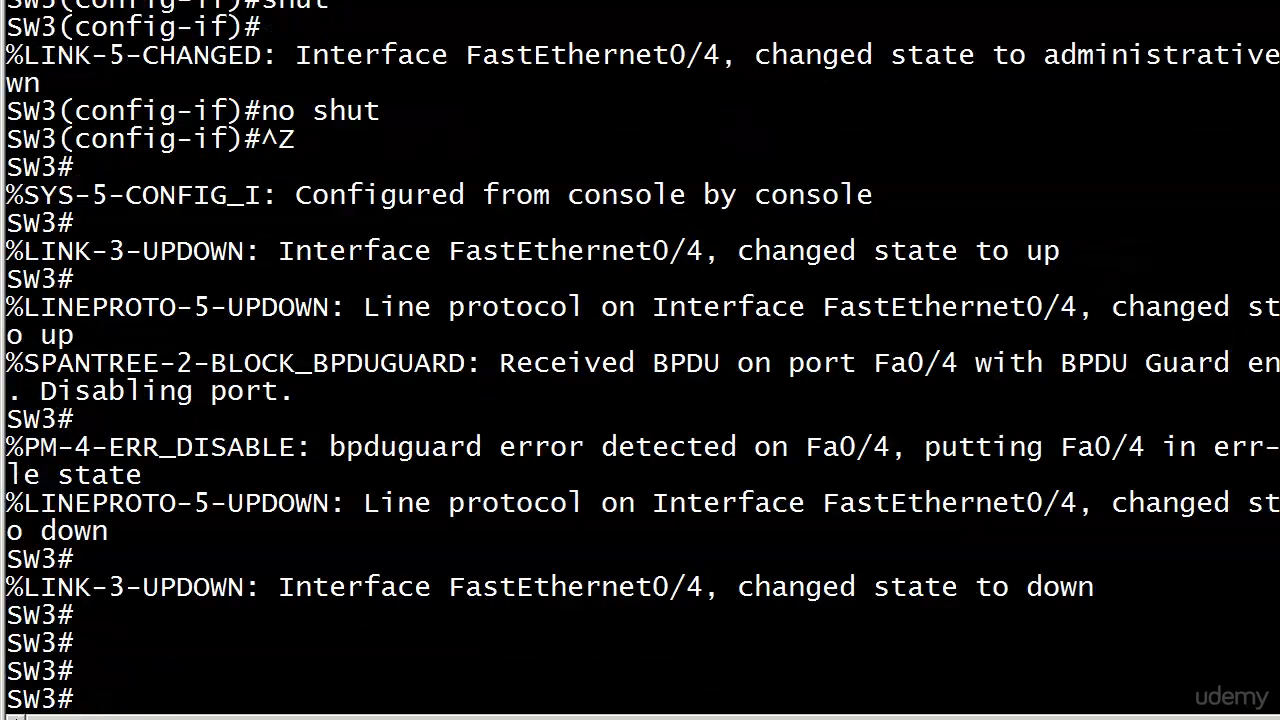 SW3(config-if)#shut
SW3(config-if)#
%LINK-5-CHANGED: Interface FastEthernet0/4, changed state to administrative
wn
SW3(config-if)#no shut
SW3(config-if)#^Z
SW3#
%SYS-5-CONFIG_I: Configured from console by console
SW3#
%LINK-3-UPDOWN: Interface FastEthernet0/4, changed state to up
SW3#
%LINEPROTO-5-UPDOWN: Line protocol on Interface FastEthernet0/4, changed st
o up
%SPANTREE-2-BLOCK_BPDUGUARD: Received BPDU on port Fa0/4 with BPDU Guard en
. Disabling port.
SW3#
%PM-4-ERR_DISABLE: bpduguard error detected on Fa0/4, putting Fa0/4 in err-
le state
%LINEPROTO-5-UPDOWN: Line protocol on Interface FastEthernet0/4, changed st
o down
SW3#
%LINK-3-UPDOWN: Interface FastEthernet0/4, changed state to down
SW3#
SW3#
SW3#
SW3#
udemy